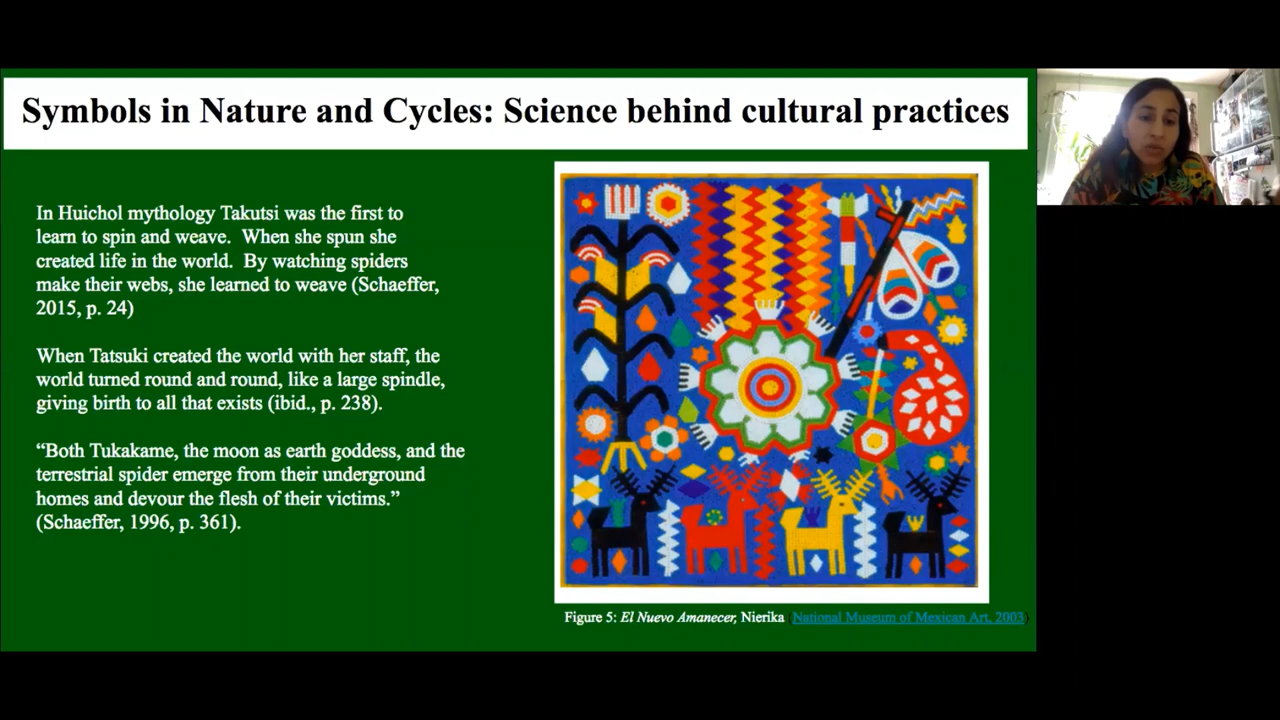 Symbols in Nature and Cycles: Science behind cultural practices
In Huichol mythology Takutsi was the first to
learn to spin and weave.  When she spun she
created life in the world.  By watching spiders
make their webs, she learned to weave (Schaeffer,
2015, p. 24)
When Tatsuki created the world with her staff, the
world turned round and round, like a large spindle,
giving birth to all that exists (ibid., p. 238).
“Both Tukakame, the moon as earth goddess, and the
terrestrial spider emerge from their underground
homes and devour the flesh of their victims.”
(Schaeffer, 1996, p. 361).
Figure 5: El Nuevo Amanecer, Nierika (National Museum of Mexican Art, 2003)